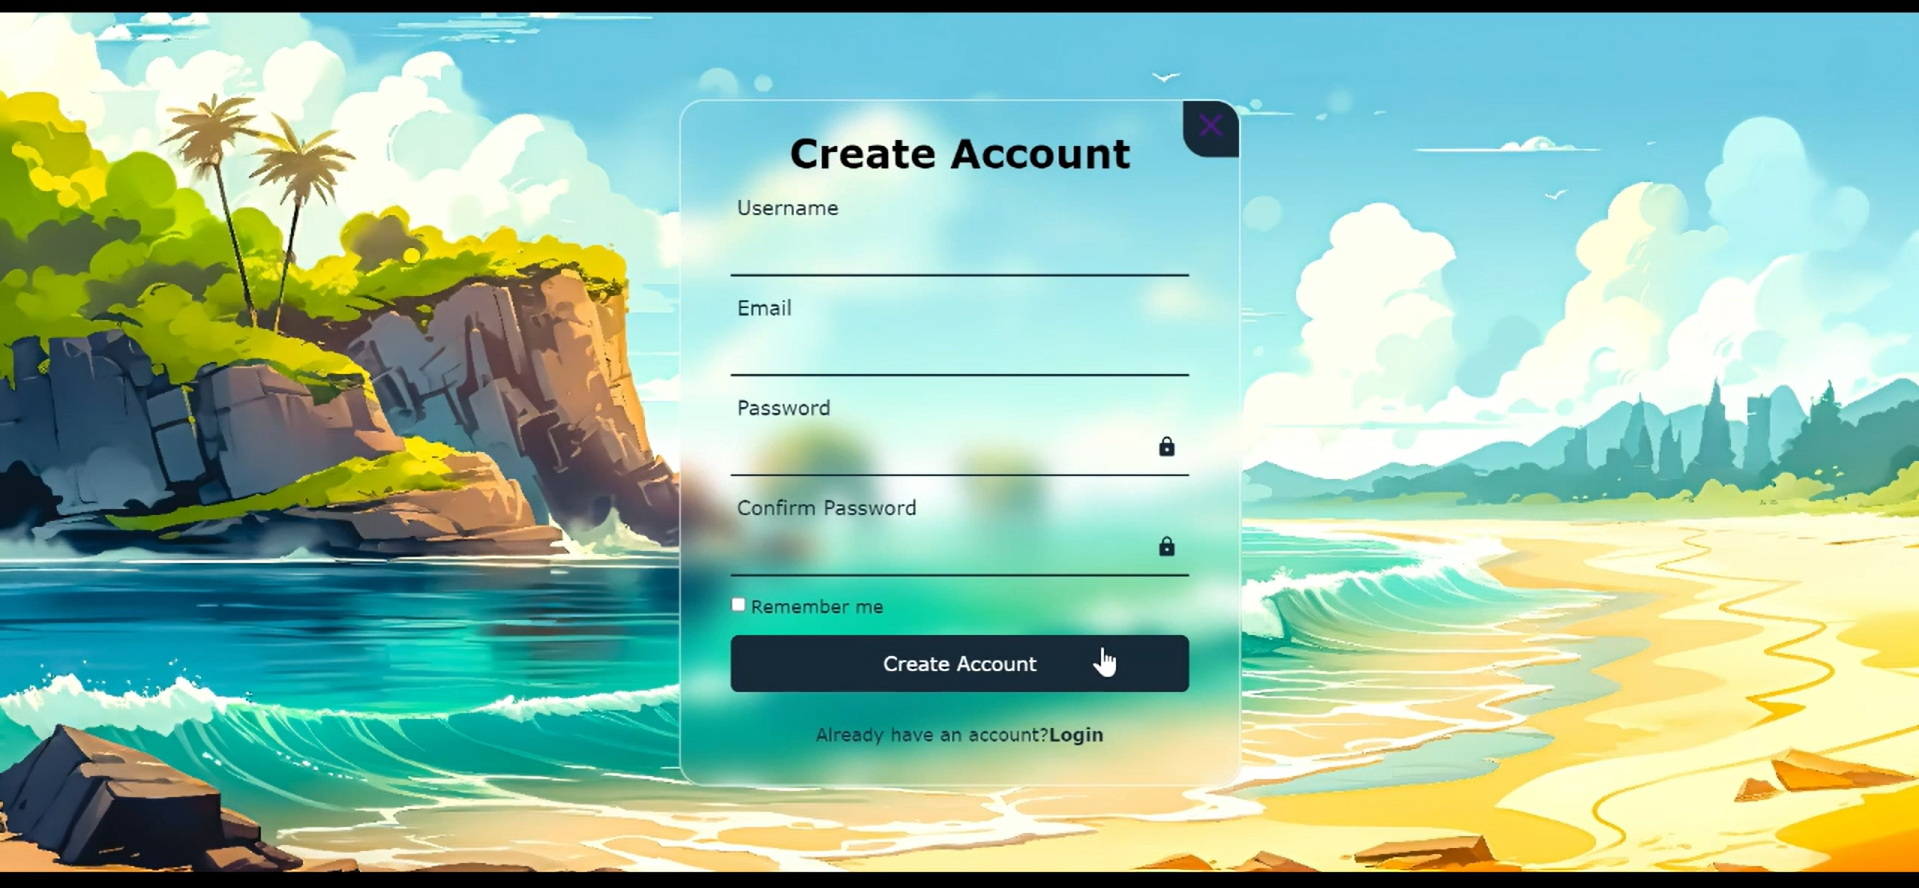 Create Account
Username
Email
Password
Confirm Password
Remember me
Create Account
Already have an account?Login